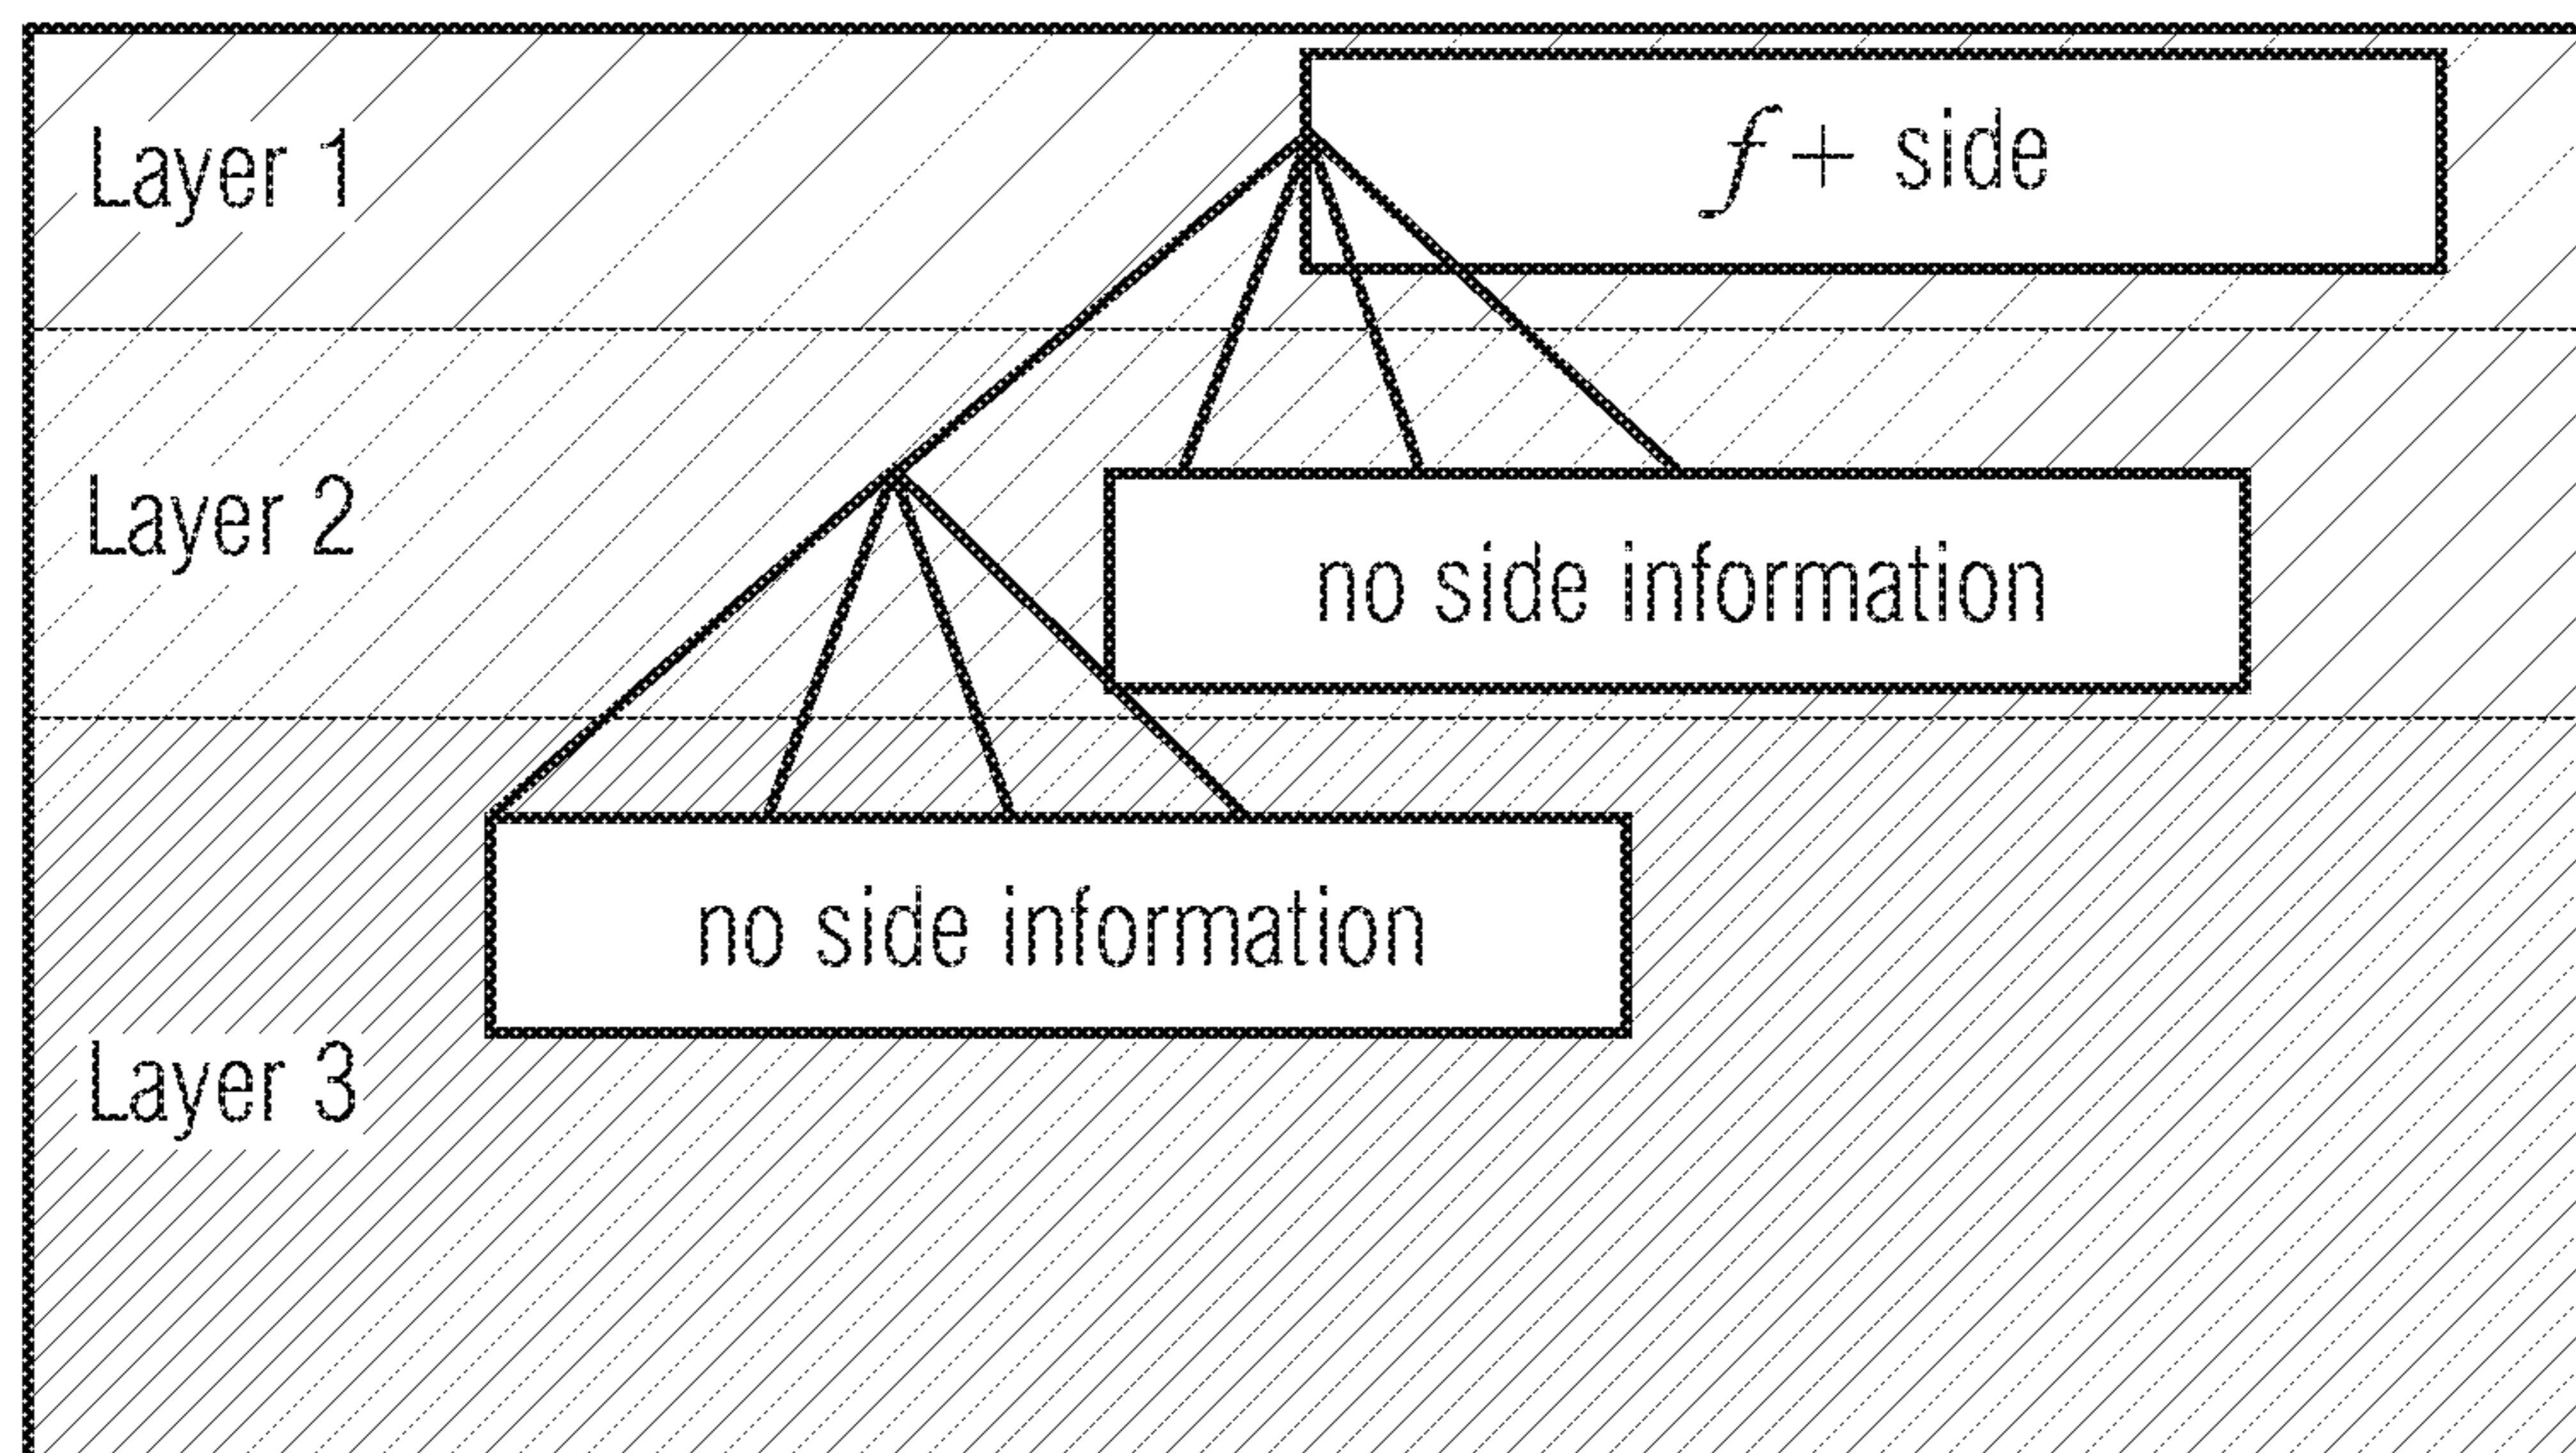 Layer 1
f + side
Layer 2
no side information
no side information
Layer 3